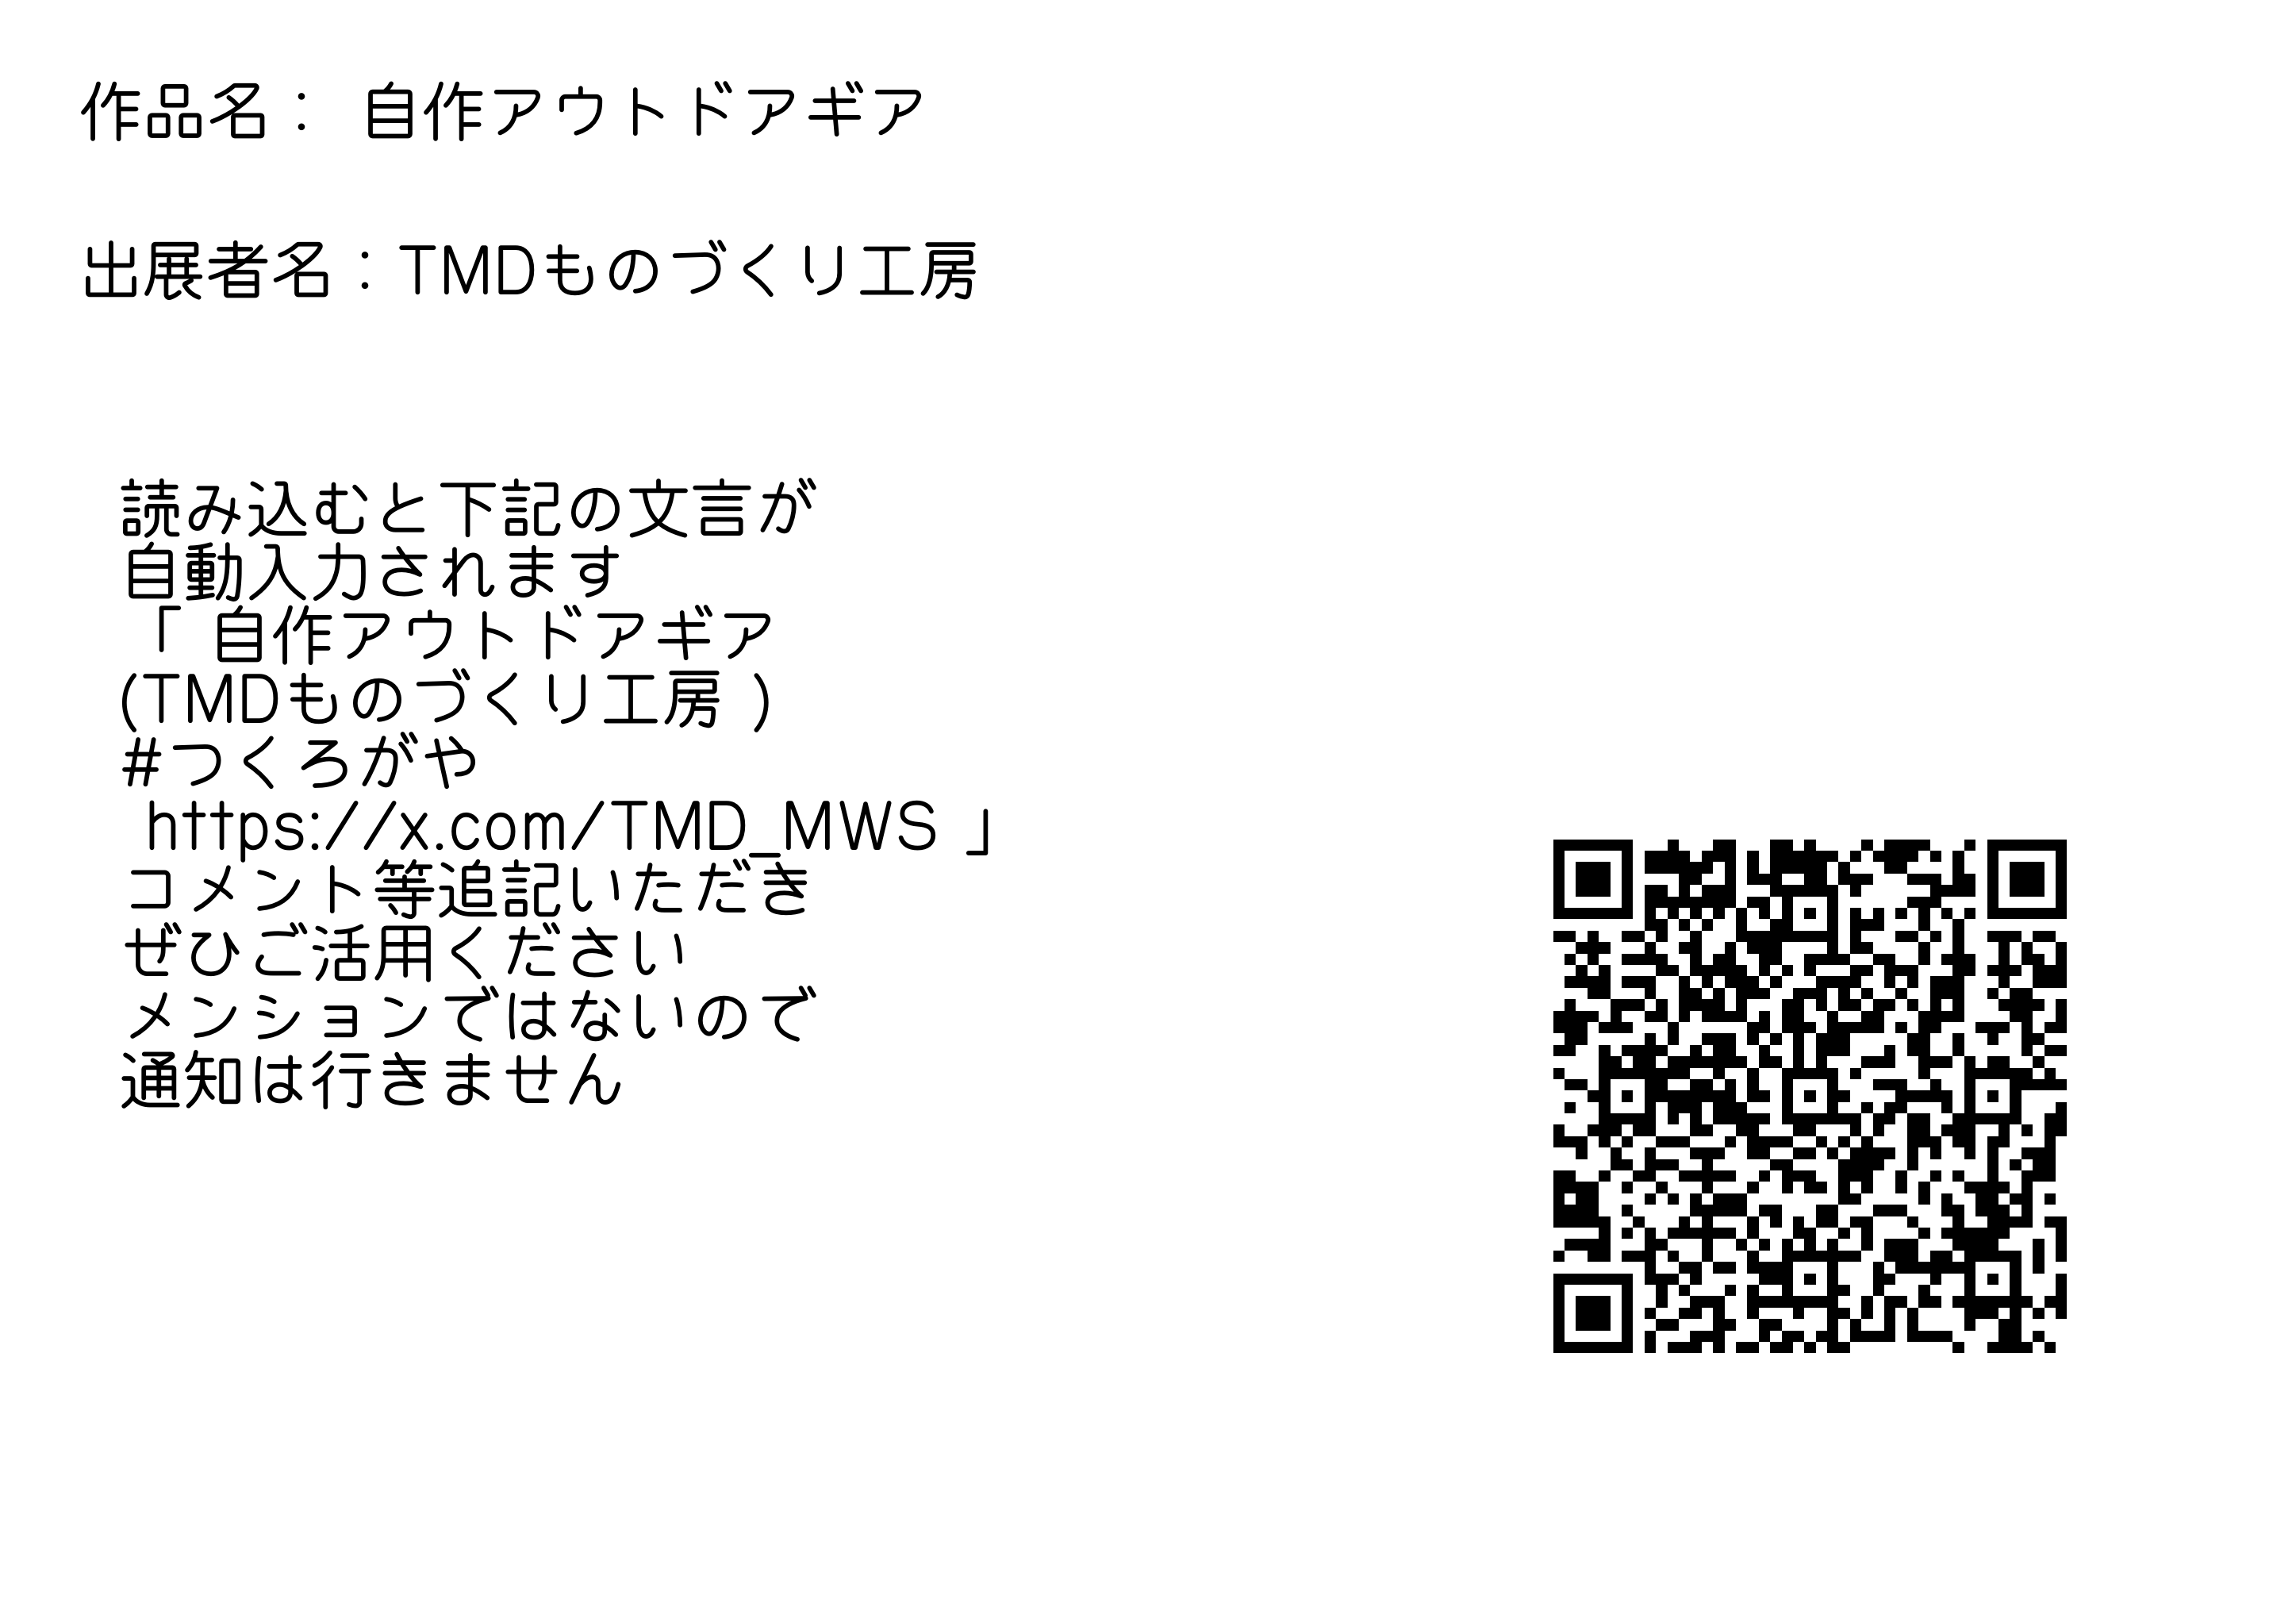 作品名： 自作アウトドアギア
出展者名：TMDものづくり工房
読み込むと下記の文言が
自動入力されます
「自作アウトドアギア
(TMDものづくり工房 )
#つくろがや
https://x.com/TMD_MWS 」
コメント等追記いただき
ぜひご活用ください
メンションではないので
通知は行きません